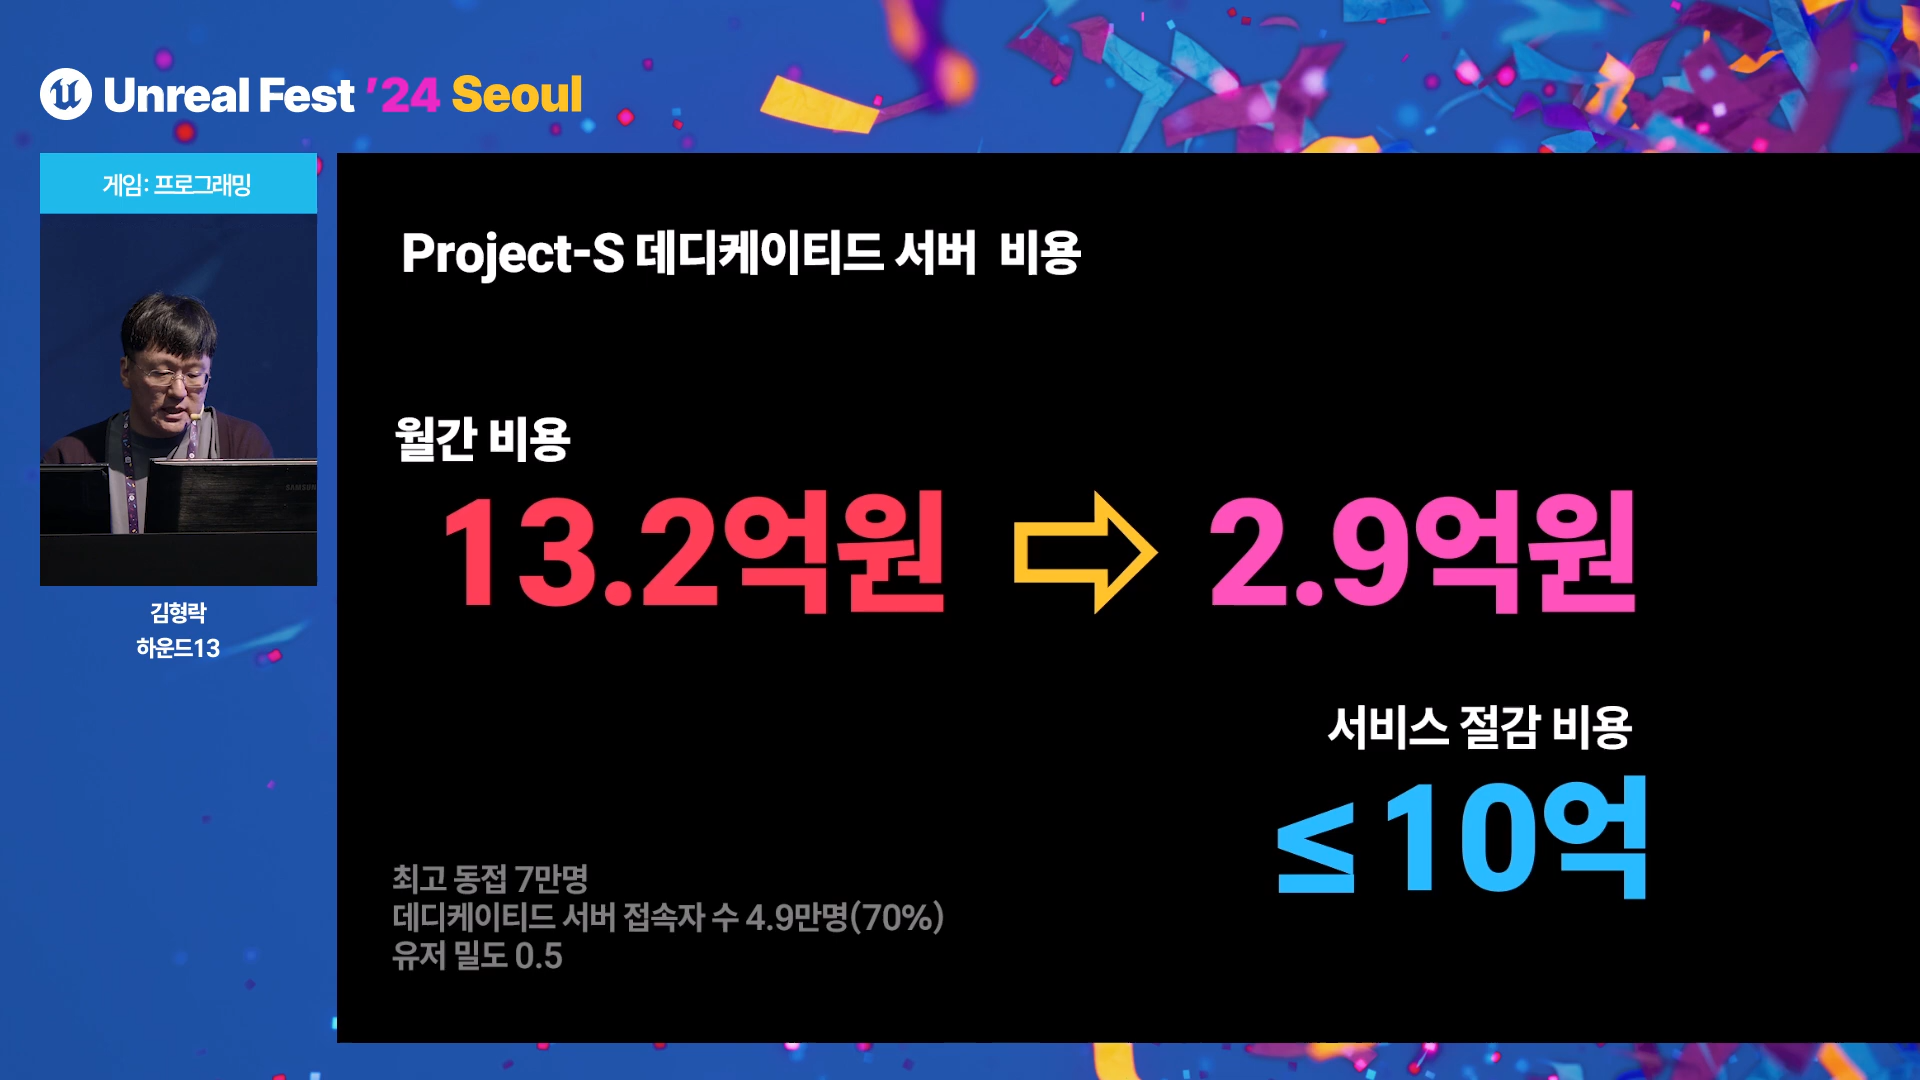 Unreal Fest '24 Seoul
게임: 프로그래밍
SAMSUNG
김형락
하운드13
Project-S 데디케이티드 서버 비용
월간 비용
13.2억원 ⇨ 2.9억원
서비스 절감 비용
≤10억
최고 동접 7만명
데디케이티드 서버 접속자 수 4.9만명(70%)
유저 밀도 0.5